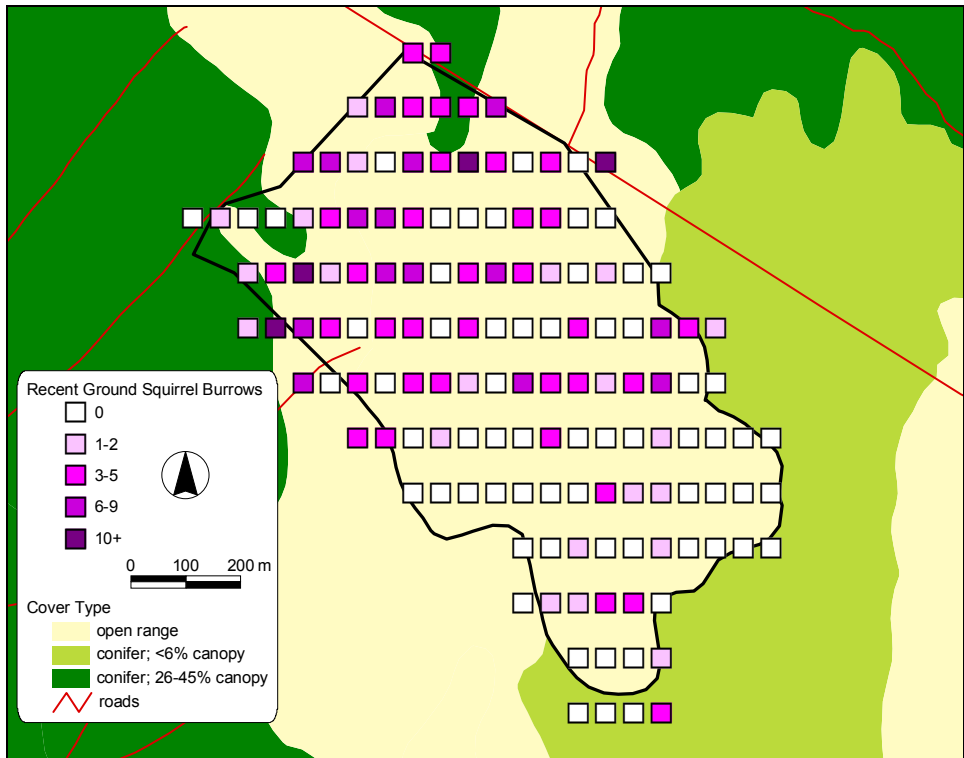 Recent Ground Squirrel Burrows
0
1-2
3-5
6-9
10+
0 100 200 m
Cover Type
open range
conifer; <6% canopy
conifer; 26-45% canopy
roads